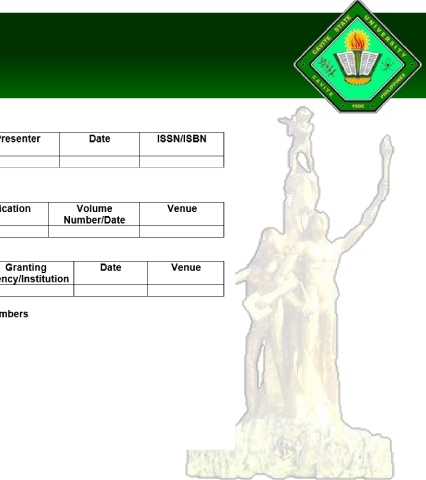 CAVITE STATE UNIVERSITY
CAVITE
PHILIPPINES
1906
resenter Date ISSN/ISBN
ication Volume Venue
Number/Date
Granting Date Venue
ency/Institution
mbers